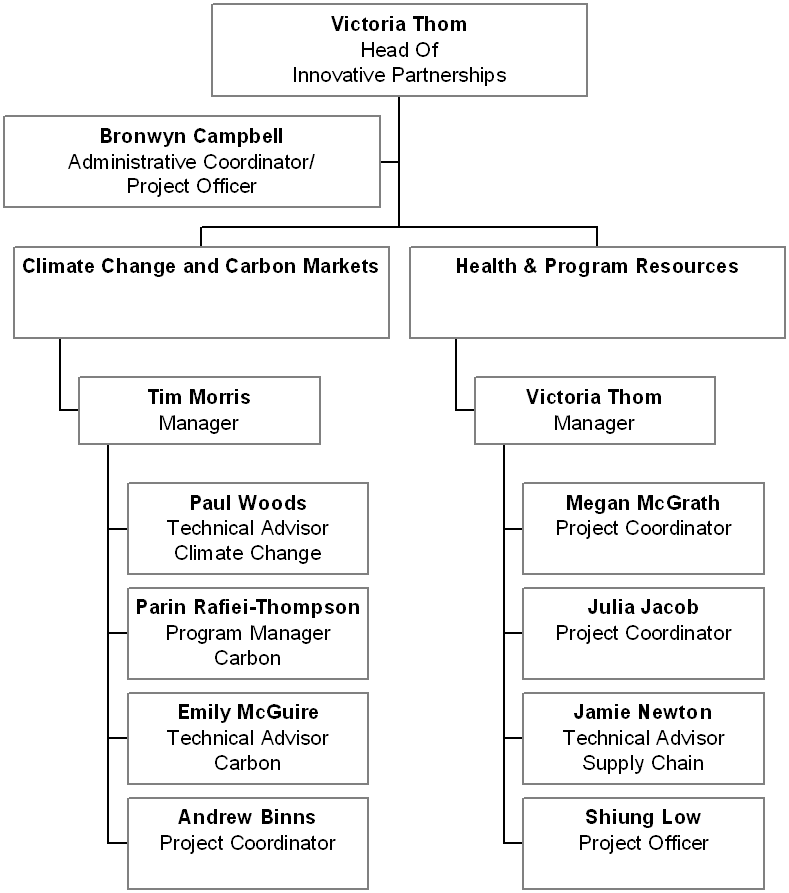 Victoria Thom
Head Of
Innovative Partnerships
Bronwyn Campbell
Administrative Coordinator/
Project Officer
Climate Change and Carbon Markets
Health & Program Resources
Tim Morris
Manager
Victoria Thom
Manager
Paul Woods
Technical Advisor
Climate Change
Parin Rafiei-Thompson
Program Manager
Carbon
Emily McGuire
Technical Advisor
Carbon
Andrew Binns
Project Coordinator
Megan McGrath
Project Coordinator
Julia Jacob
Project Coordinator
Jamie Newton
Technical Advisor
Supply Chain
Shiung Low
Project Officer